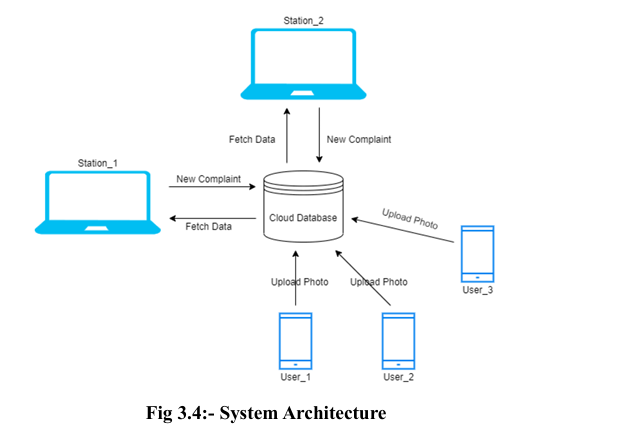 Station_2
Fetch Data
New Complaint
Station_1
New Complaint
Cloud Database
Upload Photo
Fetch Data
Upload Photo
Upload Photo
User_3
User_1
User_2
Fig 3.4:- System Architecture